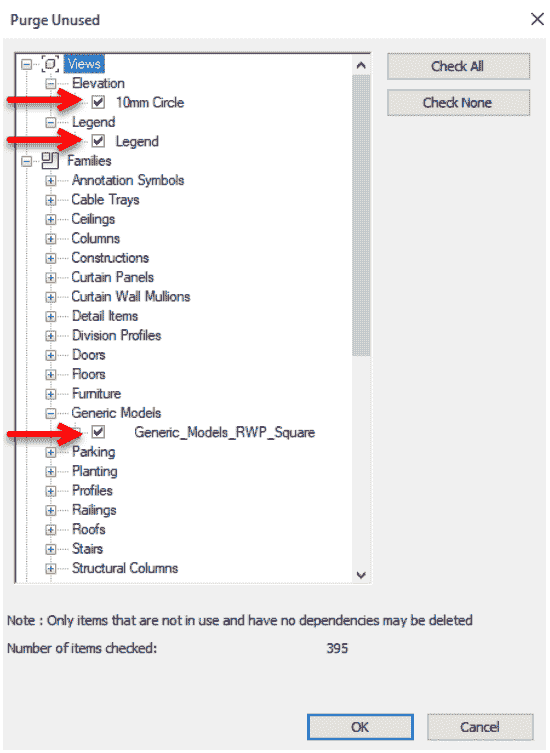 Purge Unused
Check All
Check None
Views
Elevation
10mm Circle
Legend
Legend
Families
Annotation Symbols
Cable Trays
Ceilings
Columns
Constructions
Curtain Panels
Curtain Wall Mullions
Detail Items
Division Profiles
Doors
Floors
Furniture
Generic Models
Generic_Models_RWP_Square
Parking
Planting
Profiles
Railings
Roofs
Stairs
Structural Columns
Note : Only items that are not in use and have no dependencies may be deleted
Number of items checked: 395
OK Cancel